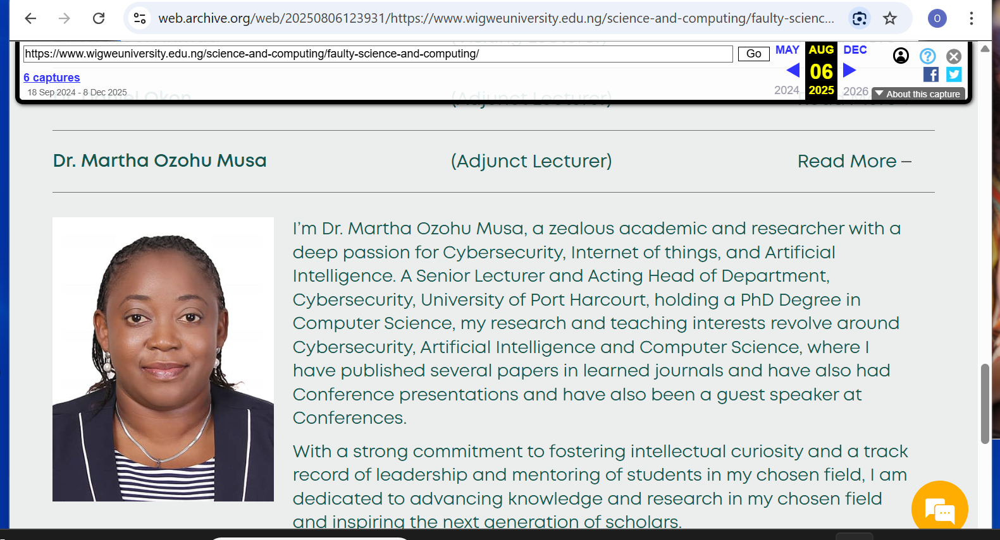 web.archive.org/web/20250806123931/https://www.wigweuniversity.edu.ng/science-and-computing/faulty-scienc...
O
https://www.wigweuniversity.edu.ng/science-and-computing/faulty-science-and-computing/
Go
MAY AUG DEC
06
2024 2025 2026
6 captures
18 Sep 2024 - 8 Dec 2025
About this capture
(Adjunct Lecturer)
Dr. Martha Ozohu Musa (Adjunct Lecturer) Read More –
I’m Dr. Martha Ozohu Musa, a zealous academic and researcher with a
deep passion for Cybersecurity, Internet of things, and Artificial
Intelligence. A Senior Lecturer and Acting Head of Department,
Cybersecurity, University of Port Harcourt, holding a PhD Degree in
Computer Science, my research and teaching interests revolve around
Cybersecurity, Artificial Intelligence and Computer Science, where I
have published several papers in learned journals and have also had
Conference presentations and have also been a guest speaker at
Conferences.
With a strong commitment to fostering intellectual curiosity and a track
record of leadership and mentoring of students in my chosen field, I am
dedicated to advancing knowledge and research in my chosen field
and inspiring the next generation of scholars.